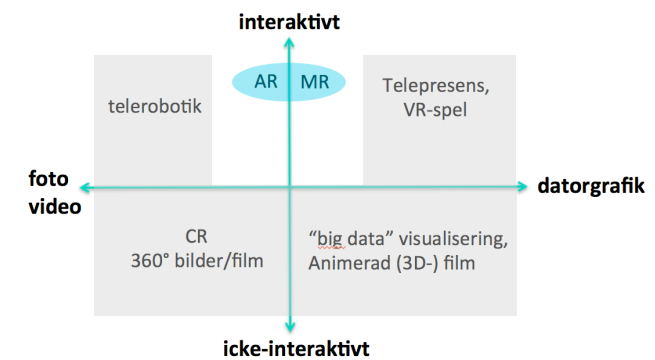 interaktivt
AR MR
telerobotik
Telepresens,
VR-spel
foto
video
datorgrafik
CR
360° bilder/film
“big data” visualisering,
Animerad (3D-) film
icke-interaktivt